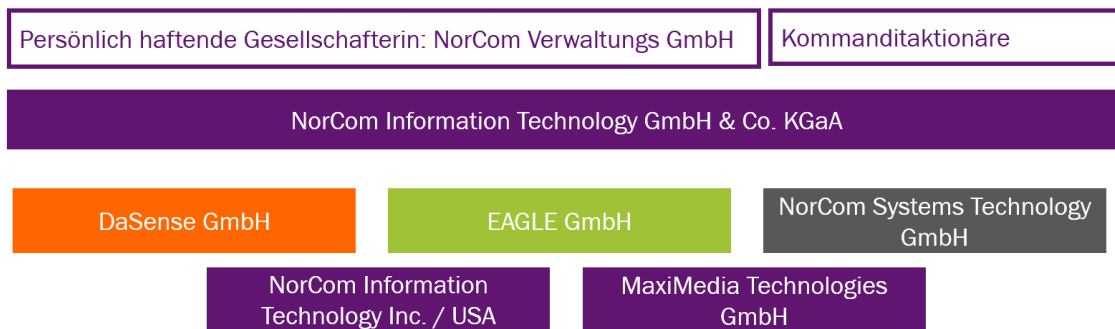 Persönlich haftende Gesellschafterin: NorCom Verwaltungs GmbH
Kommanditaktionäre
NorCom Information Technology GmbH & Co. KGaA
DaSense GmbH
EAGLE GmbH
NorCom Systems Technology
GmbH
NorCom Information
Technology Inc. / USA
MaxiMedia Technologies
GmbH